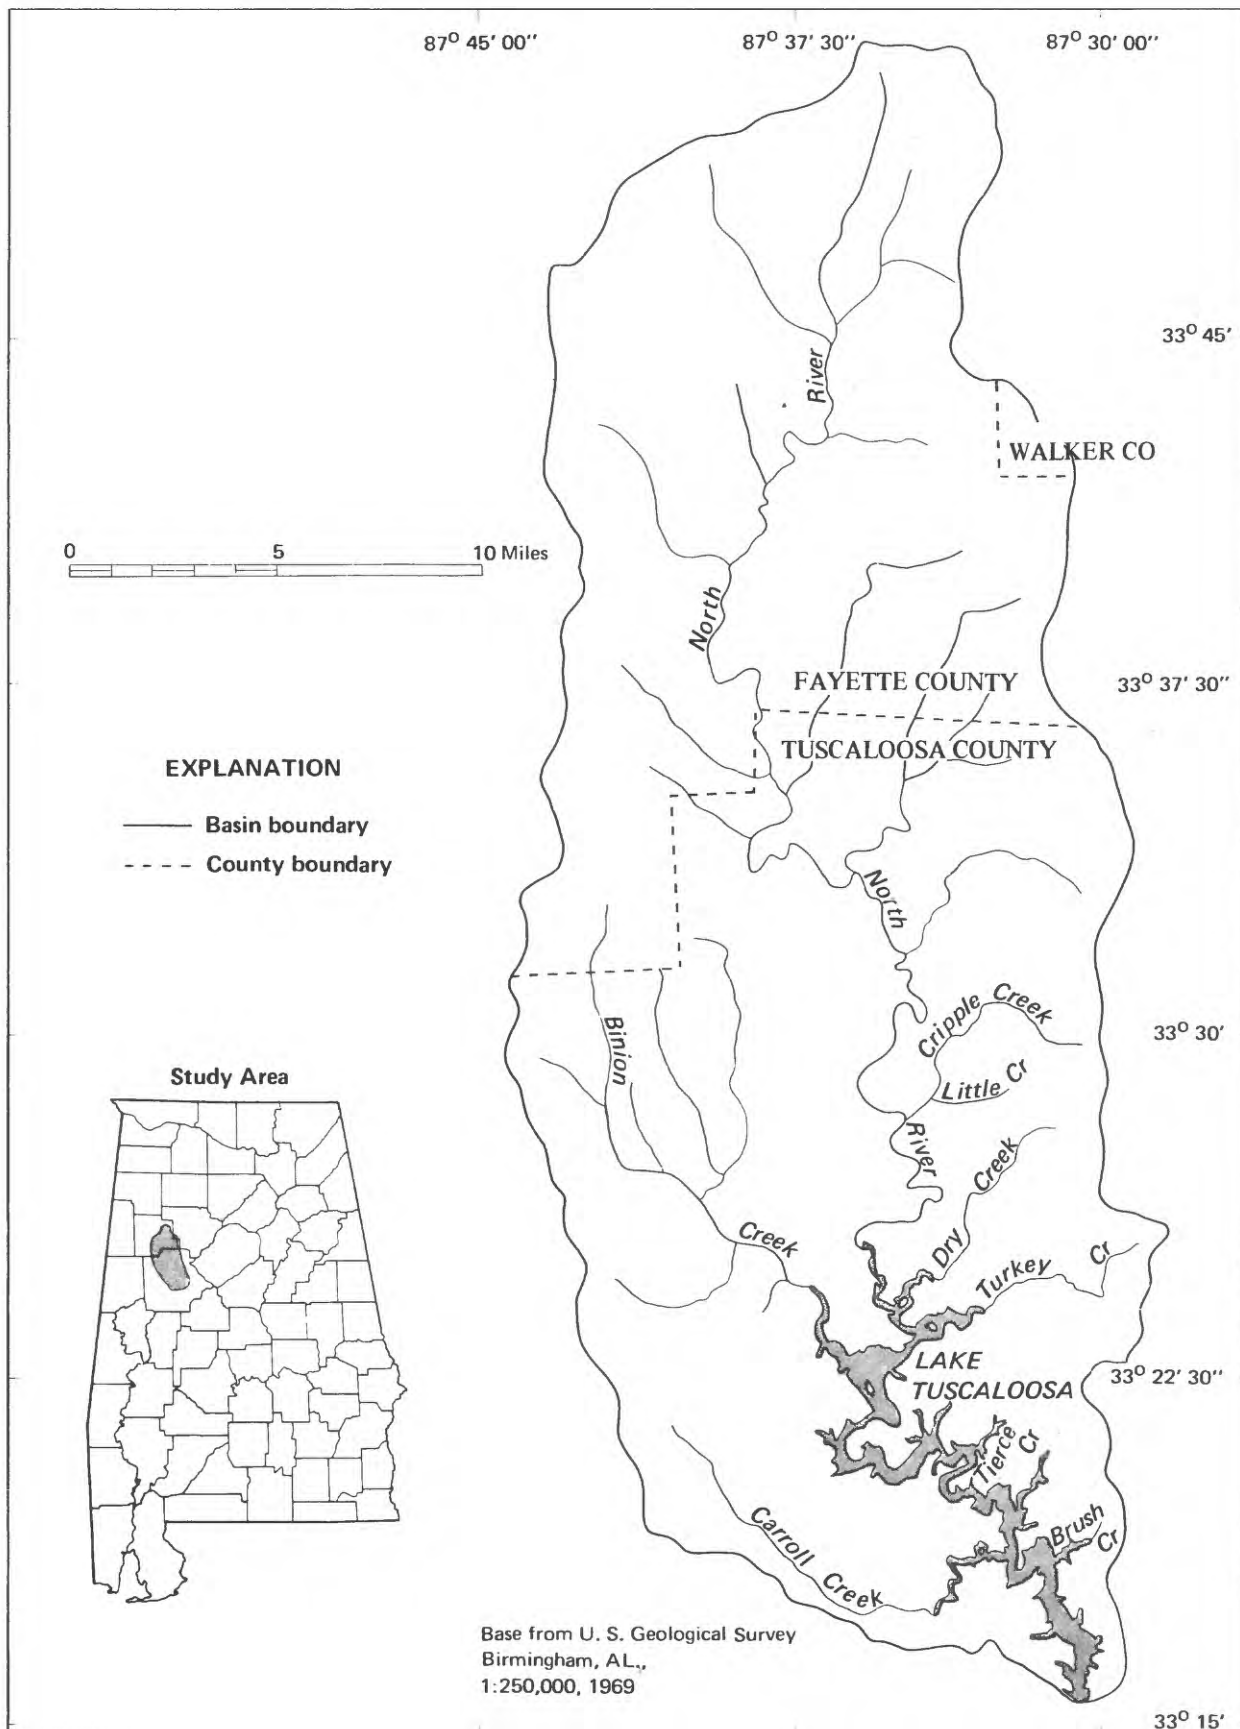 87° 45' 00"
87° 37' 30"
87° 30' 00"
33° 45'
River
WALKER CO
0 5 10 Miles
North
FAYETTE COUNTY
33° 37' 30"
TUSCALOOSA COUNTY
EXPLANATION
Basin boundary
County boundary
North
Cripple Creek
33° 30'
Binion
Little Cr
Study Area
River
Creek
Creek
Dry
Turkey
Cr
LAKE
TUSCALOOSA
33° 22' 30"
Tierce
Cr
Brush
Cr
Carroll
Creek
Base from U. S. Geological Survey
Birmingham, AL.,
1:250,000, 1969
33° 15'